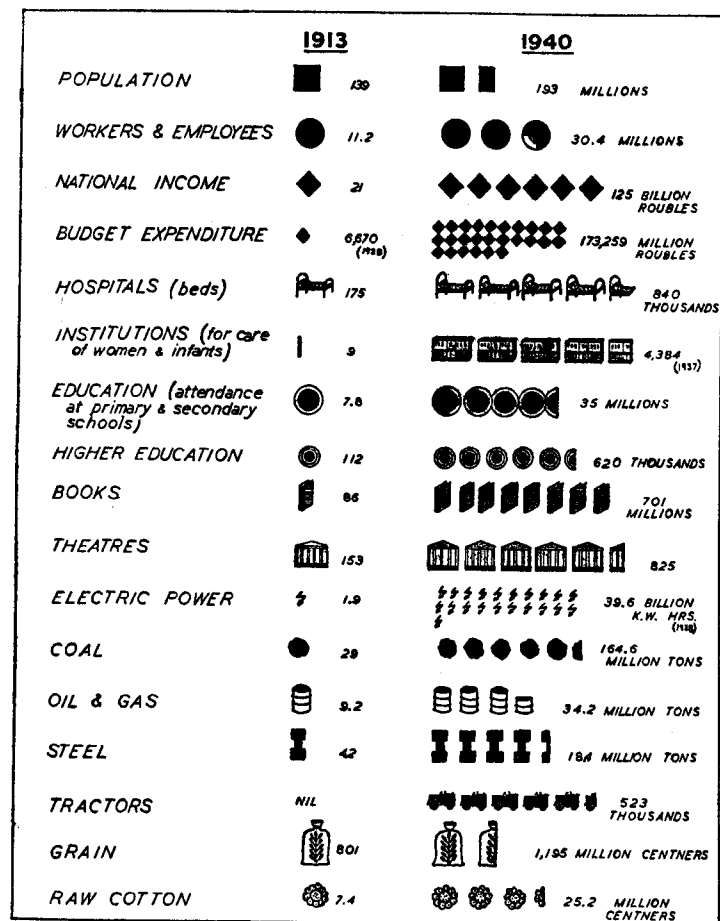 1913 1940
POPULATION 139 193 MILLIONS
WORKERS & EMPLOYEES 11.2 30.4 MILLIONS
NATIONAL INCOME 21 125 BILLION
ROUBLES
BUDGET EXPENDITURE 6,670 173,259 MILLION
(1928) ROUBLES
HOSPITALS (beds) 175 840
THOUSANDS
INSTITUTIONS (for care
of women & infants) 9 4,384
(1937)
EDUCATION (attendance
at primary & secondary 7.8 35 MILLIONS
schools)
HIGHER EDUCATION 112 620 THOUSANDS
BOOKS 86 701
MILLIONS
THEATRES 153 825
ELECTRIC POWER 1.9 39.6 BILLION
K.W. HRS.
(1938)
COAL 29 164.6
MILLION TONS
OIL & GAS 9.2 34.2 MILLION TONS
STEEL 4.2 18.4 MILLION TONS
TRACTORS NIL 523
THOUSANDS
GRAIN 801 1,195 MILLION CENTNERS
RAW COTTON 7.4 25.2 MILLION
CENTNERS